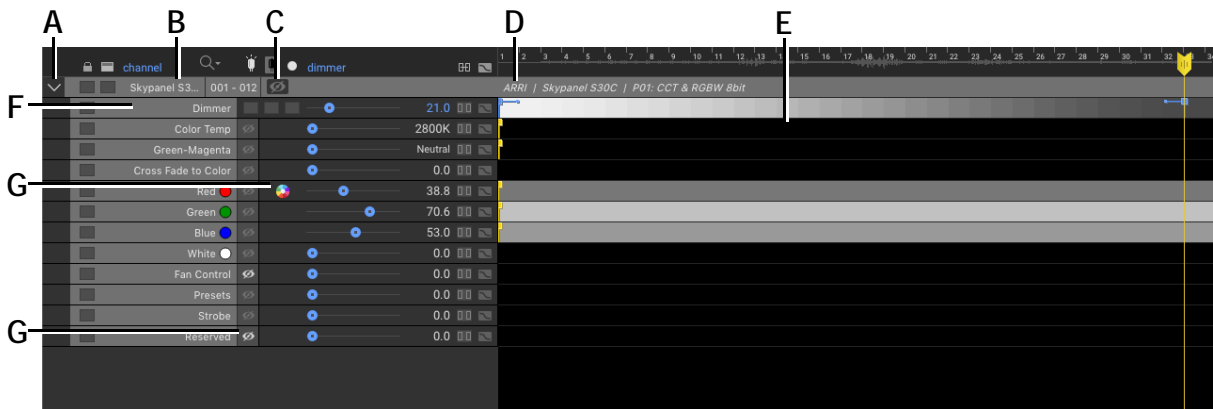 A B C D E
1 2 3 4 5 6 7 8 9 10 11 12 13 14 15 16 17 18 19 20 21 22 23 24 25 26 27 28 29 30 31 32 33 34
channel dimmer
Skypanel S3... 001 - 012 ARRI | Skypanel S30C | P01: CCT & RGBW 8bit
F Dimmer 21.0
Color Temp 2800K
Green-Magenta Neutral
Cross Fade to Color 0.0
G Red 38.8
Green 70.6
Blue 53.0
White 0.0
Fan Control 0.0
Presets 0.0
Strobe 0.0
G Reserved 0.0